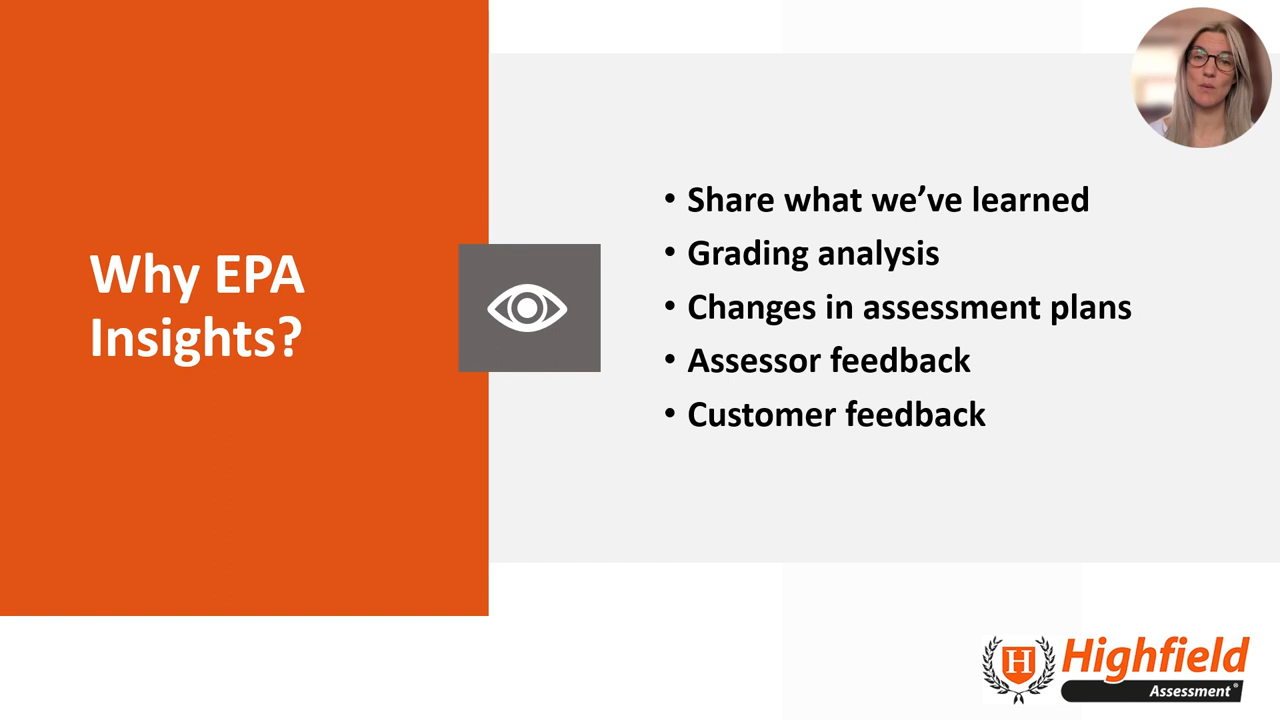 Why EPA
Insights?
• Share what we’ve learned
• Grading analysis
• Changes in assessment plans
• Assessor feedback
• Customer feedback
H
Highfield
Assessment®